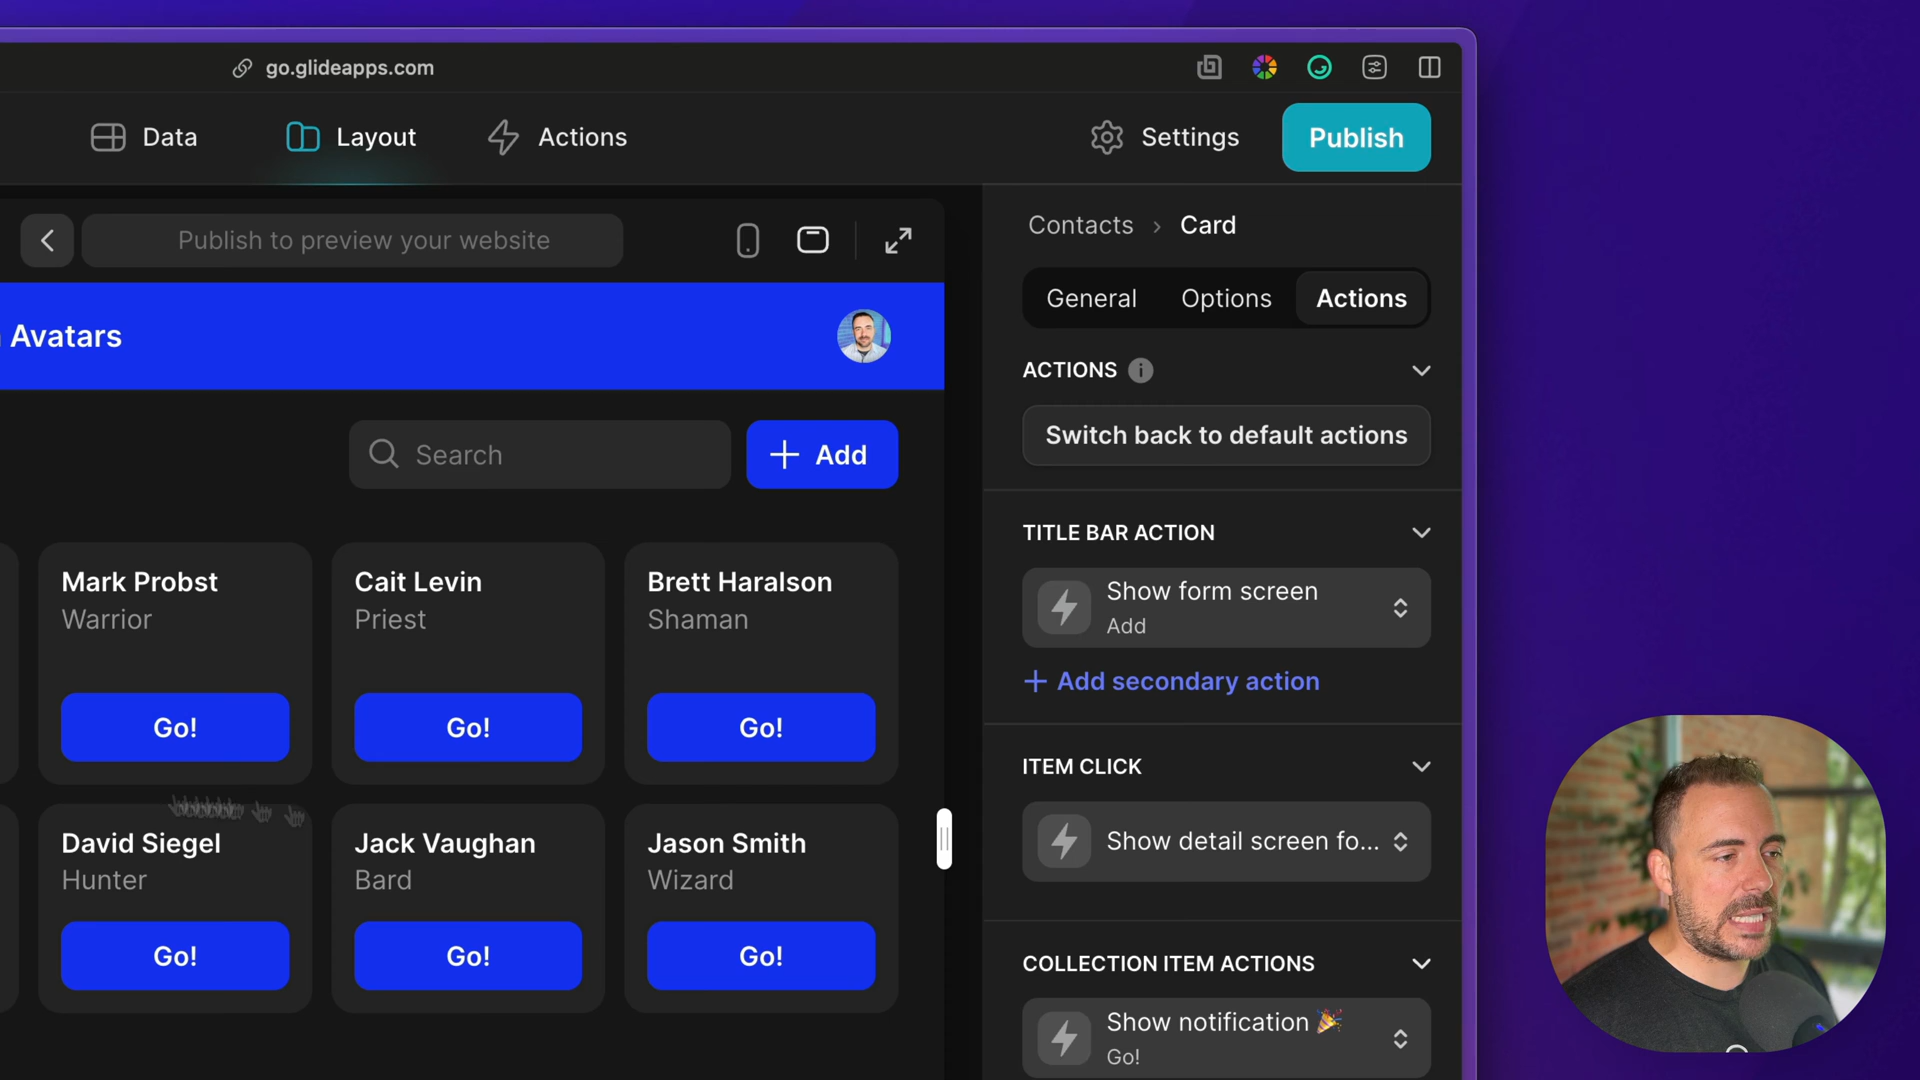 go.glideapps.com
Data
Layout
Actions
Settings
Publish
Publish to preview your website
Avatars
Search
Add
Mark Probst
Warrior
Go!
Cait Levin
Priest
Go!
Brett Haralson
Shaman
Go!
David Siegel
Hunter
Go!
Jack Vaughan
Bard
Go!
Jason Smith
Wizard
Go!
Contacts › Card
General
Options
Actions
ACTIONS
Switch back to default actions
TITLE BAR ACTION
Show form screen
Add
+ Add secondary action
ITEM CLICK
Show detail screen fo...
COLLECTION ITEM ACTIONS
Show notification 🎉
Go!